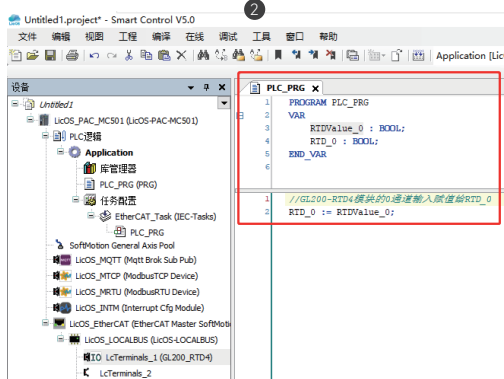 2
Untitled1.project* - Smart Control V5.0
文件 编辑 视图 工程 编译 在线 调试 工具 窗口 帮助
Application [Lic
设备
PLC_PRG
Untitled1
LicOS_PAC_MC501 (LicOS-PAC-MC501)
PLC逻辑
Application
库管理器
PLC_PRG (PRG)
任务配置
EtherCAT_Task (IEC-Tasks)
PLC_PRG
SoftMotion General Axis Pool
LicOS_MQTT (Mqtt Brok Sub Pub)
LicOS_MTCP (ModbusTCP Device)
LicOS_MRTU (ModbusRTU Device)
LicOS_INTM (Interrupt Cfg Module)
LicOS_EtherCAT (EtherCAT Master SoftMoti
LicOS_LOCALBUS (LicOS-LOCALBUS)
IO LcTerminals_1 (GL200_RTD4)
LcTerminals_2
1 PROGRAM PLC_PRG
2 VAR
3 RTDValue_0 : BOOL;
4 RTD_0 : BOOL;
5 END_VAR
6
1 //GL200-RTD4模块的0通道输入赋值给RTD_0
2 RTD_0 := RTDValue_0;